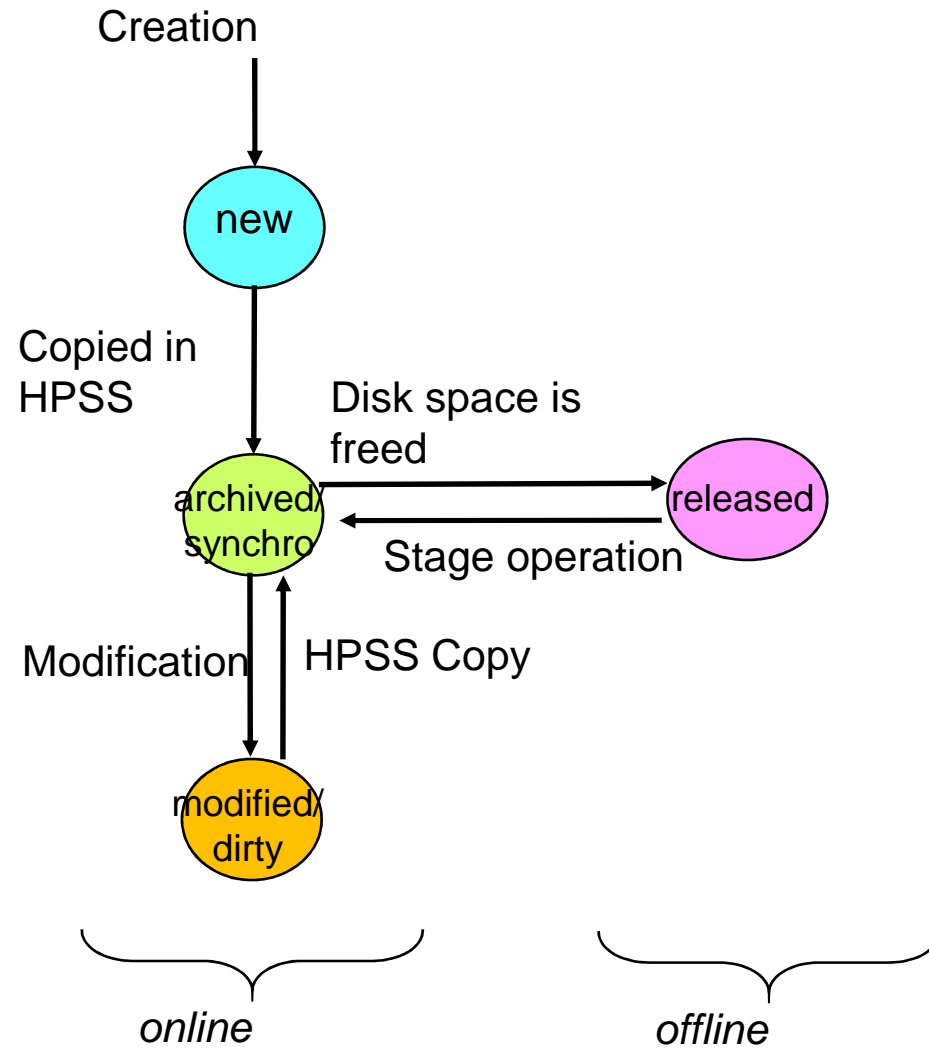 Creation
new
Copied in
HPSS
Disk space is
freed
archived/
synchro
released
Stage operation
Modification
HPSS Copy
modified/
dirty
online
offline